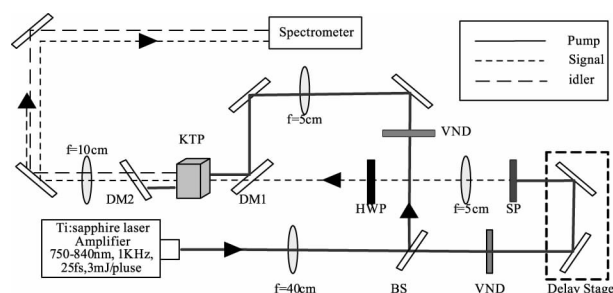 Spectrometer
Pump
Signal
idler
f=5cm
KTP
VND
f=10cm
DM2
DM1
HWP
f=5cm
SP
Ti:sapphire laser
Amplifier
750-840nm, 1KHz,
25fs,3mJ/pluse
f=40cm
BS
VND
Delay Stage